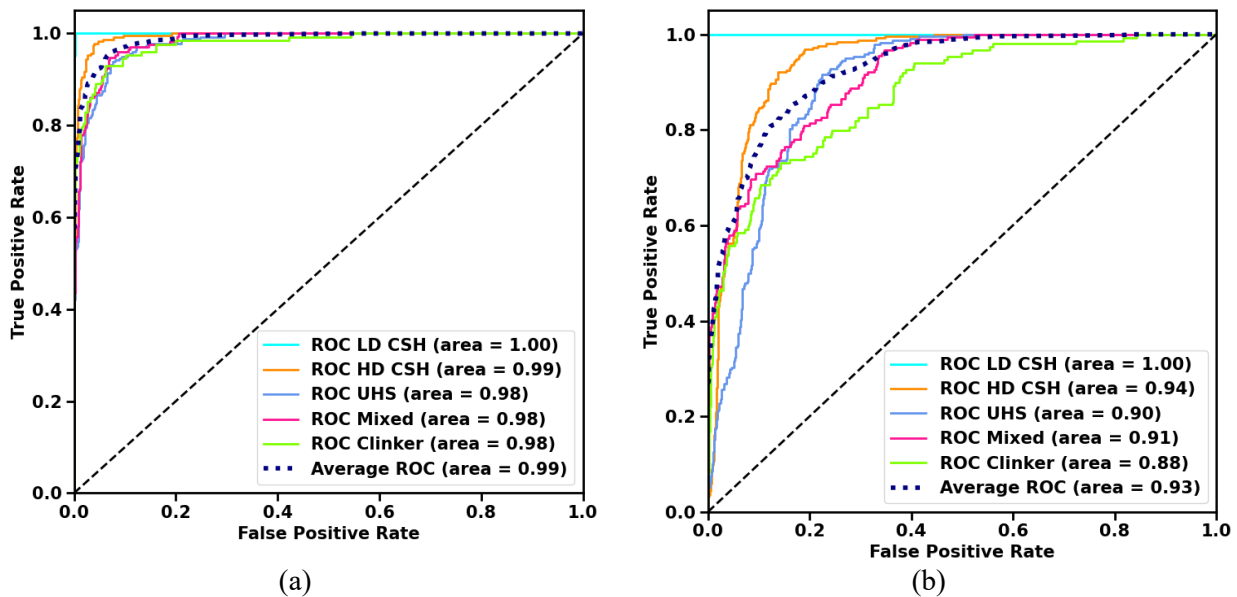 1.0
0.8
0.6
0.4
0.2
0.0
True Positive Rate
ROC LD CSH (area = 1.00)
ROC HD CSH (area = 0.99)
ROC UHS (area = 0.98)
ROC Mixed (area = 0.98)
ROC Clinker (area = 0.98)
Average ROC (area = 0.99)
0.0 0.2 0.4 0.6 0.8 1.0
False Positive Rate
(a)
1.0
0.8
0.6
0.4
0.2
0.0
True Positive Rate
ROC LD CSH (area = 1.00)
ROC HD CSH (area = 0.94)
ROC UHS (area = 0.90)
ROC Mixed (area = 0.91)
ROC Clinker (area = 0.88)
Average ROC (area = 0.93)
0.0 0.2 0.4 0.6 0.8 1.0
False Positive Rate
(b)